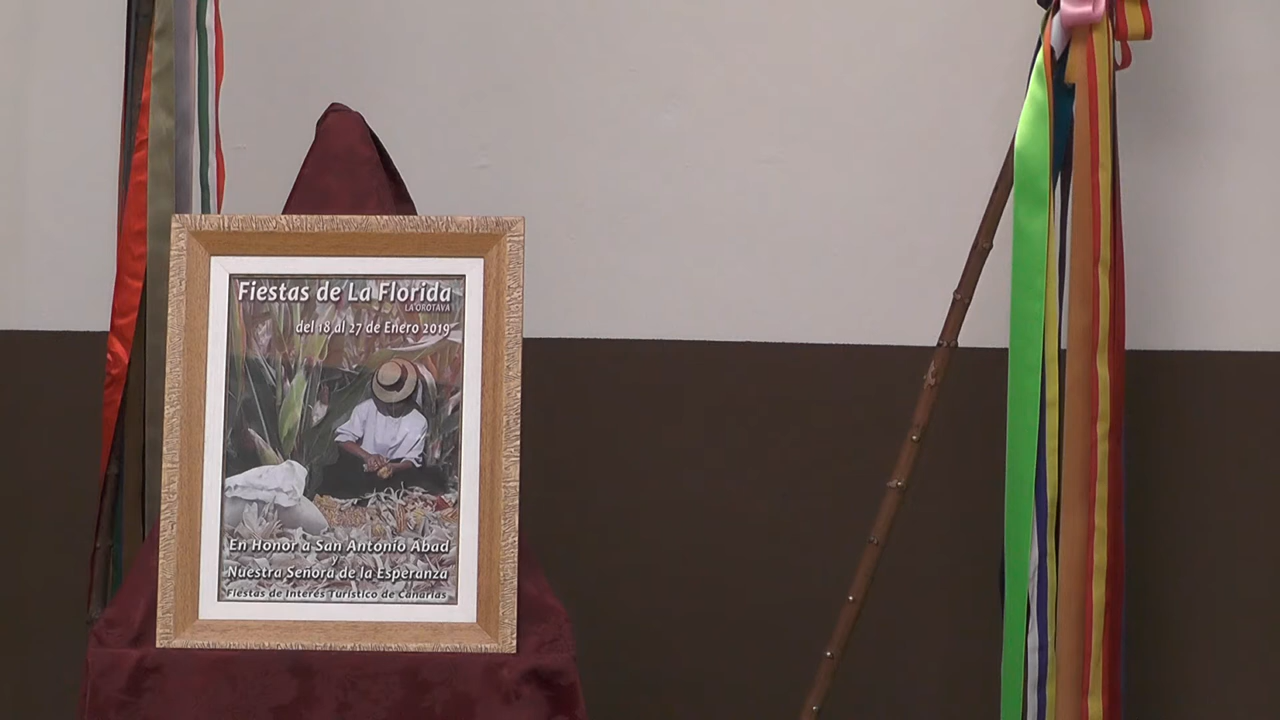 Fiestas de La Florida
LA OROTAVA
del 18 al 27 de Enero 2019
En Honor a San Antonio Abad
y
Nuestra Señora de la Esperanza
Fiestas de Interés Turístico de Canarias